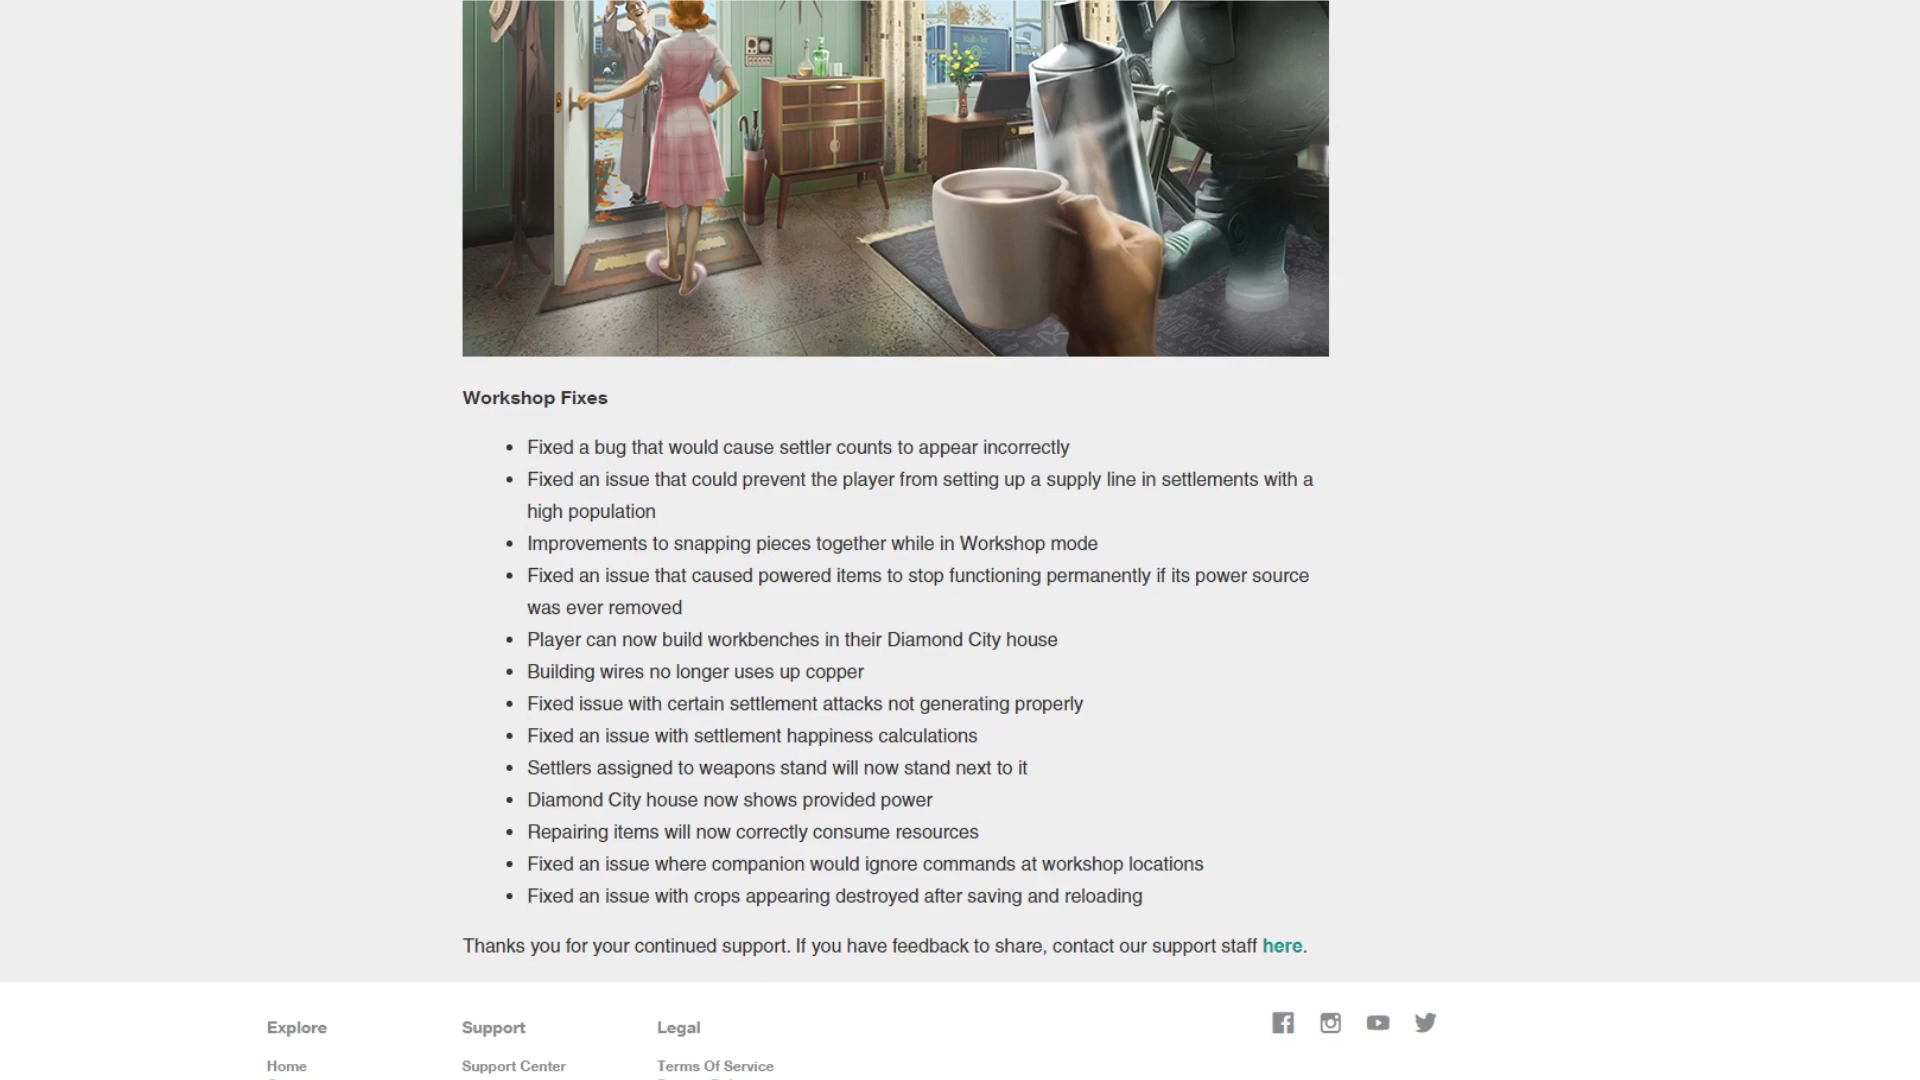 Workshop Fixes
• Fixed a bug that would cause settler counts to appear incorrectly
• Fixed an issue that could prevent the player from setting up a supply line in settlements with a
high population
• Improvements to snapping pieces together while in Workshop mode
• Fixed an issue that caused powered items to stop functioning permanently if its power source
was ever removed
• Player can now build workbenches in their Diamond City house
• Building wires no longer uses up copper
• Fixed issue with certain settlement attacks not generating properly
• Fixed an issue with settlement happiness calculations
• Settlers assigned to weapons stand will now stand next to it
• Diamond City house now shows provided power
• Repairing items will now correctly consume resources
• Fixed an issue where companion would ignore commands at workshop locations
• Fixed an issue with crops appearing destroyed after saving and reloading
Thanks you for your continued support. If you have feedback to share, contact our support staff here.
Explore Support Legal
Home Support Center Terms Of Service